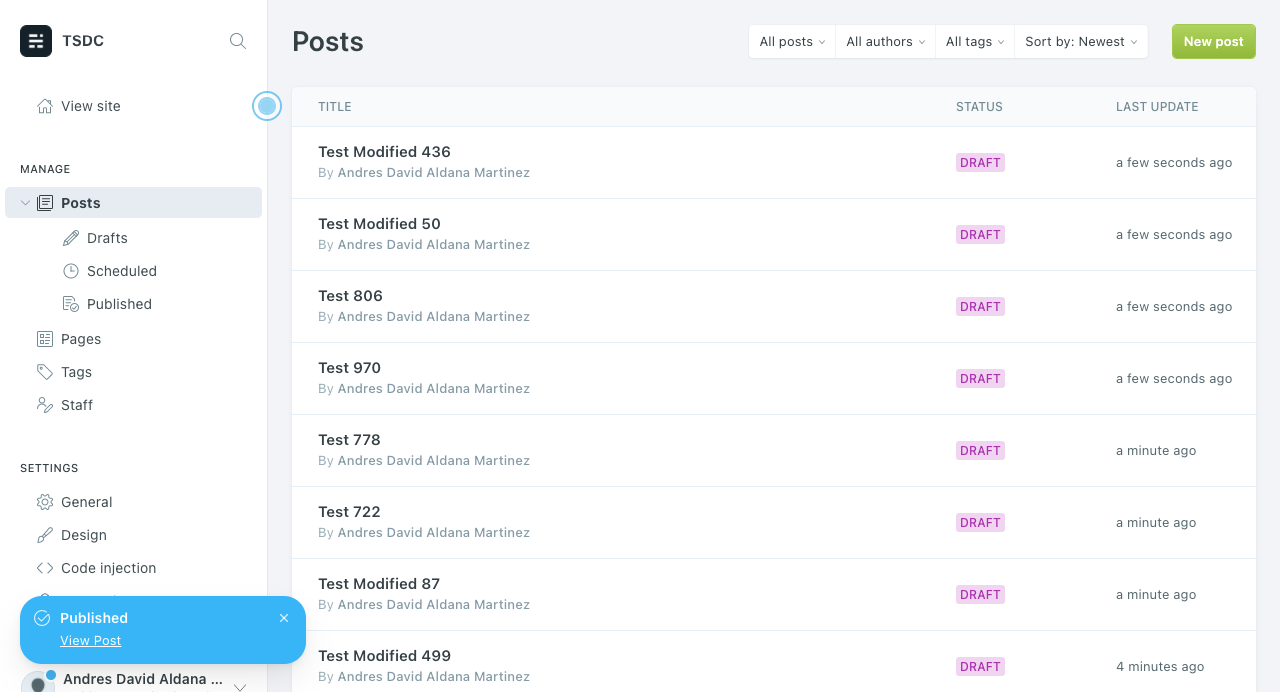 TSDC
View site
MANAGE
Posts
Drafts
Scheduled
Published
Pages
Tags
Staff
SETTINGS
General
Design
Code injection
Published
View Post
Andres David Aldana ...
Posts
All posts
All authors
All tags
Sort by: Newest
New post
TITLE STATUS LAST UPDATE
Test Modified 436
By Andres David Aldana Martinez
DRAFT
a few seconds ago
Test Modified 50
By Andres David Aldana Martinez
DRAFT
a few seconds ago
Test 806
By Andres David Aldana Martinez
DRAFT
a few seconds ago
Test 970
By Andres David Aldana Martinez
DRAFT
a few seconds ago
Test 778
By Andres David Aldana Martinez
DRAFT
a minute ago
Test 722
By Andres David Aldana Martinez
DRAFT
a minute ago
Test Modified 87
By Andres David Aldana Martinez
DRAFT
a minute ago
Test Modified 499
By Andres David Aldana Martinez
DRAFT
4 minutes ago